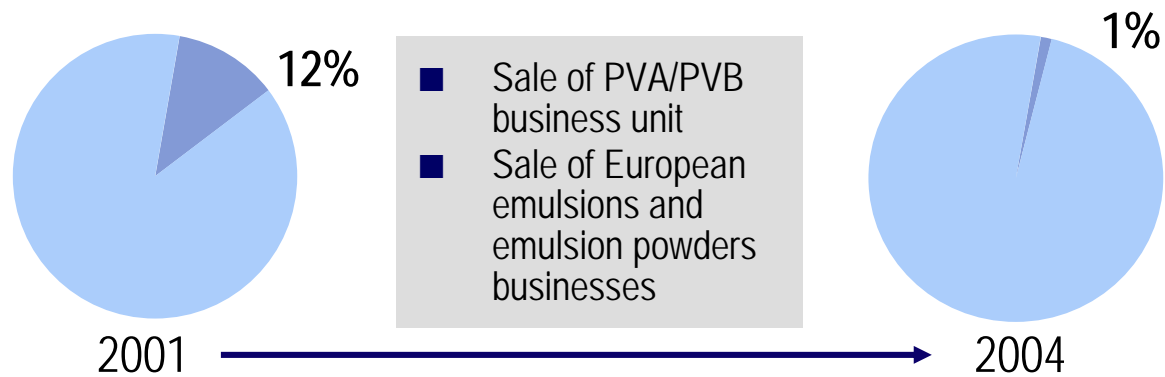 12%
Sale of PVA/PVB
business unit
Sale of European
emulsions and
emulsion powders
businesses
1%
2001
2004